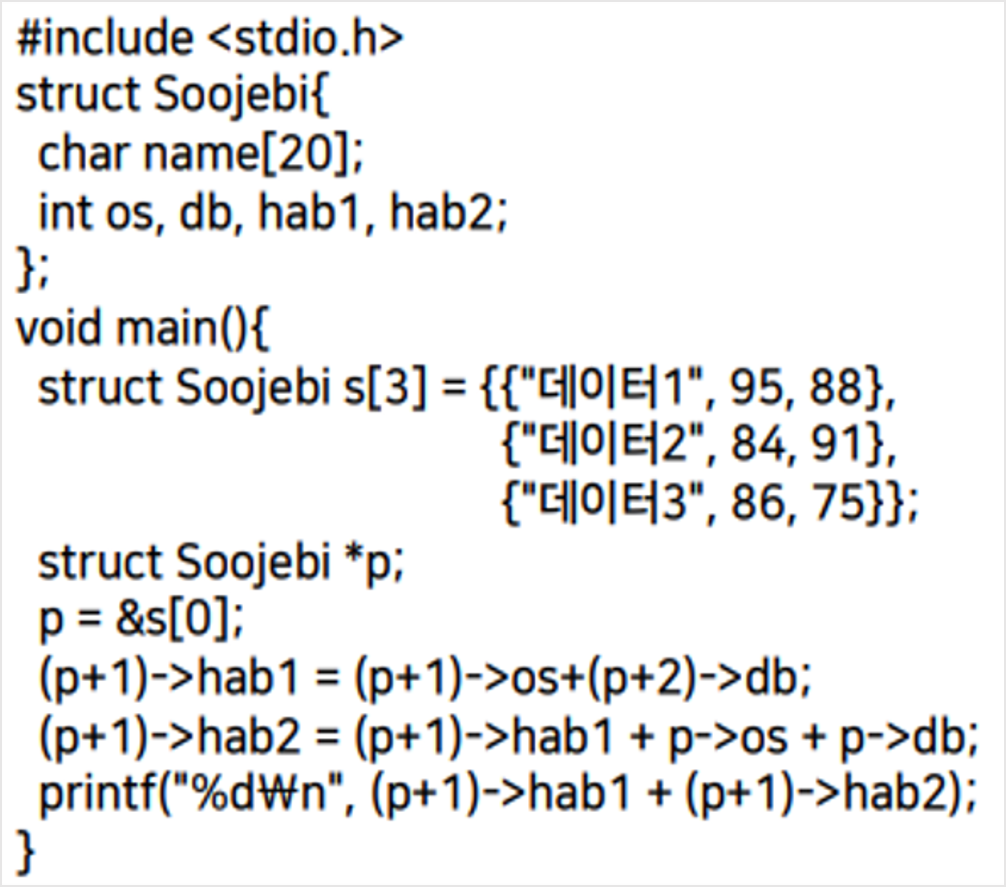 #include <stdio.h>
struct Soojebi{
char name[20];
int os, db, hab1, hab2;
};
void main(){
struct Soojebi s[3] = {{"데이터1", 95, 88},
{"데이터2", 84, 91},
{"데이터3", 86, 75}};
struct Soojebi *p;
p = &s[0];
(p+1)->hab1 = (p+1)->os+(p+2)->db;
(p+1)->hab2 = (p+1)->hab1 + p->os + p->db;
printf("%d₩n", (p+1)->hab1 + (p+1)->hab2);
}